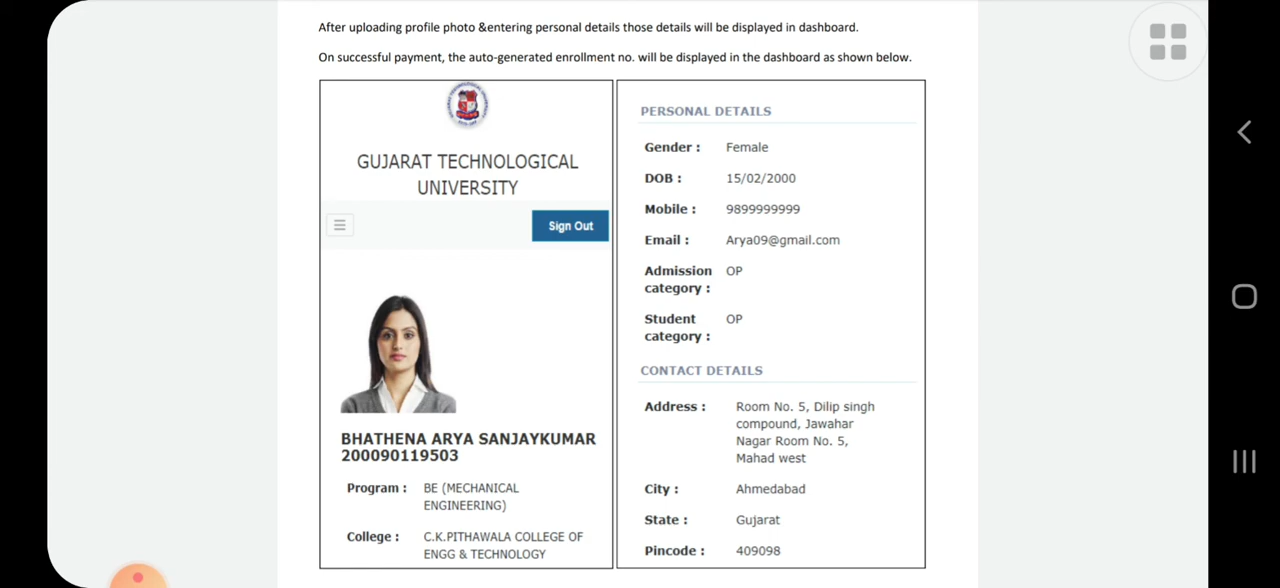 After uploading profile photo &entering personal details those details will be displayed in dashboard.
On successful payment, the auto-generated enrollment no. will be displayed in the dashboard as shown below.
GUJARAT TECHNOLOGICAL
UNIVERSITY
Sign Out
BHATHENA ARYA SANJAYKUMAR
200090119503
Program : BE (MECHANICAL
ENGINEERING)
College : C.K.PITHAWALA COLLEGE OF
ENGG & TECHNOLOGY
PERSONAL DETAILS
Gender : Female
DOB : 15/02/2000
Mobile : 9899999999
Email : Arya09@gmail.com
Admission OP
category :
Student OP
category :
CONTACT DETAILS
Address : Room No. 5, Dilip singh
compound, Jawahar
Nagar Room No. 5,
Mahad west
City : Ahmedabad
State : Gujarat
Pincode : 409098